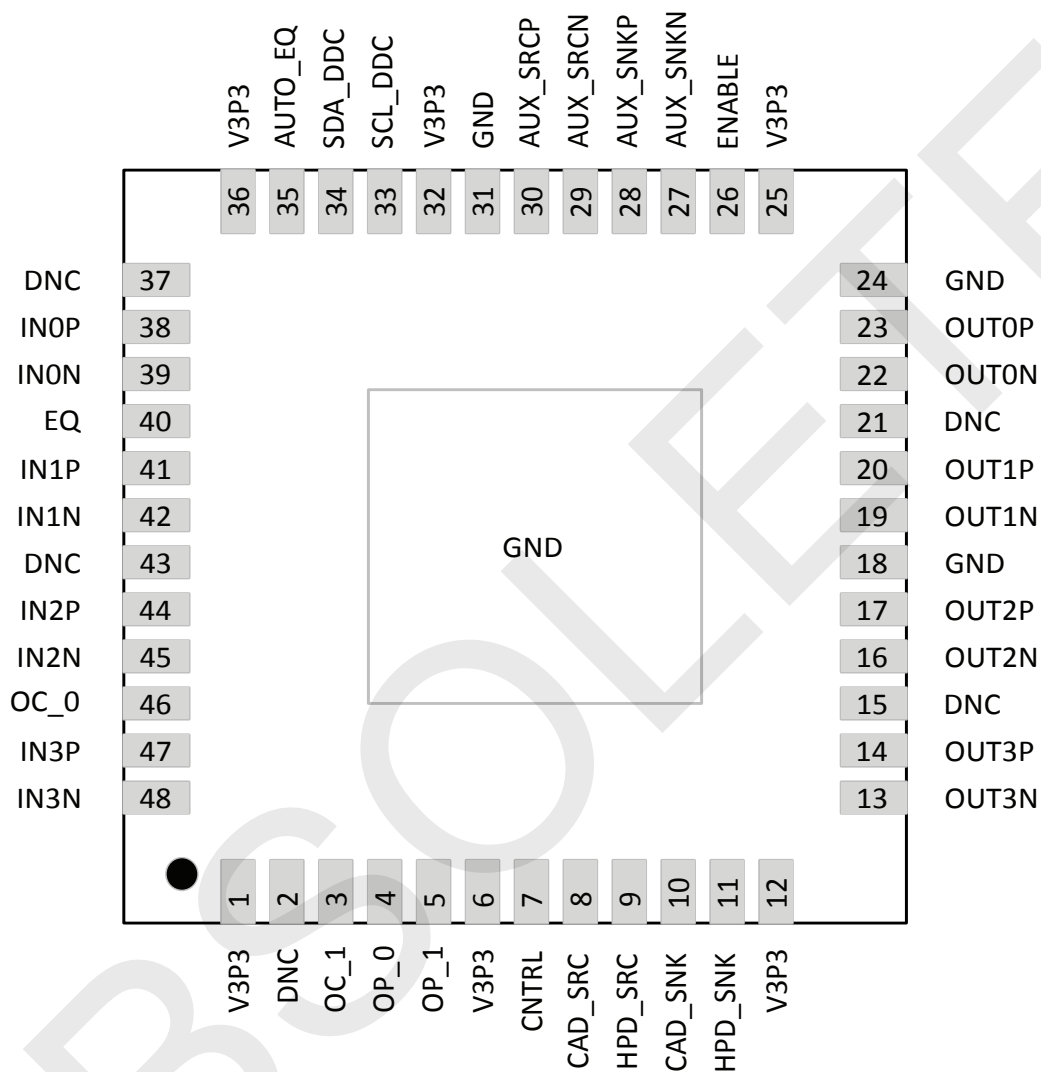 V3P3 AUTO_EQ SDA_DDC SCL_DDC V3P3 GND AUX_SRCP AUX_SRCN AUX_SNKP AUX_SNKN ENABLE V3P3
36 35 34 33 32 31 30 29 28 27 26 25
DNC 37 24 GND
IN0P 38 23 OUT0P
IN0N 39 22 OUT0N
EQ 40 21 DNC
IN1P 41 20 OUT1P
IN1N 42 19 OUT1N
DNC 43 GND 18 GND
IN2P 44 17 OUT2P
IN2N 45 16 OUT2N
OC_0 46 15 DNC
IN3P 47 14 OUT3P
IN3N 48 13 OUT3N
1 2 3 4 5 6 7 8 9 10 11 12
V3P3 DNC OC_1 OP_0 OP_1 V3P3 CNTRL CAD_SRC HPD_SRC CAD_SNK HPD_SNK V3P3
BSOLETE